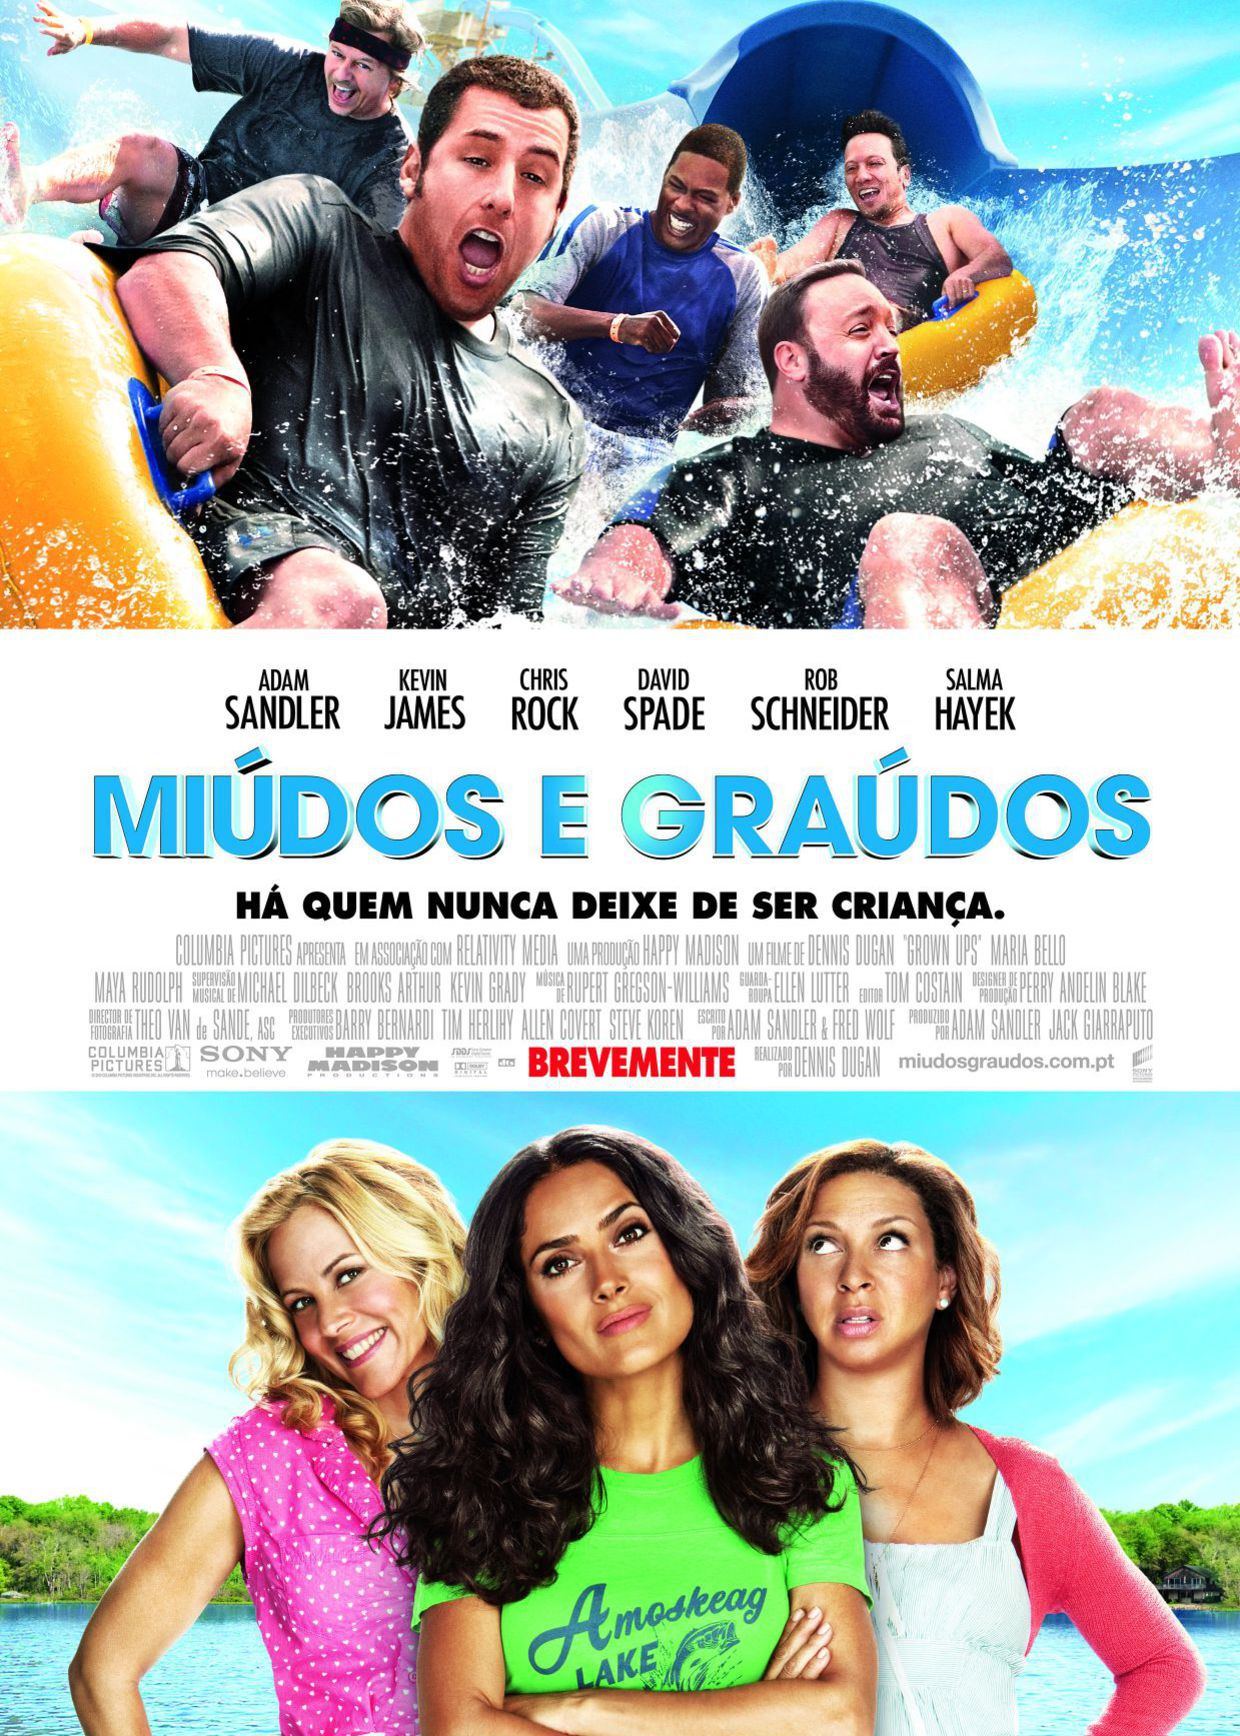 ADAM SANDLER KEVIN JAMES CHRIS ROCK DAVID SPADE ROB SCHNEIDER SALMA HAYEK
MIÚDOS E GRAÚDOS
HÁ QUEM NUNCA DEIXE DE SER CRIANÇA.
COLUMBIA PICTURES APRESENTA EM ASSOCIAÇÃO COM RELATIVITY MEDIA UMA PRODUÇÃO HAPPY MADISON UM FILME DE DENNIS DUGAN "GROWN UPS" MARIA BELLO
MAYA RUDOLPH SUPERVISÃO MUSICAL DE MICHAEL DILBECK BROOKS ARTHUR KEVIN GRADY MÚSICA DE RUPERT GREGSON-WILLIAMS GUARDA-ROUPA ELLEN LUTTER EDITOR TOM COSTAIN DESIGNER DE PRODUÇÃO PERRY ANDELIN BLAKE
DIRECTOR DE FOTOGRAFIA THEO VAN de SANDE, ASC PRODUTORES EXECUTIVOS BARRY BERNARDI TIM HERLIHY ALLEN COVERT STEVE KOREN ESCRITO POR ADAM SANDLER & FRED WOLF PRODUZIDO POR ADAM SANDLER JACK GIARRAPUTO
COLUMBIA PICTURES SONY make.believe HAPPY MADISON PRODUCTIONS SDDS DOLBY DIGITAL dts BREVEMENTE REALIZADO POR DENNIS DUGAN miudosgraudos.com.pt SONY
Amoskeag
LAKE